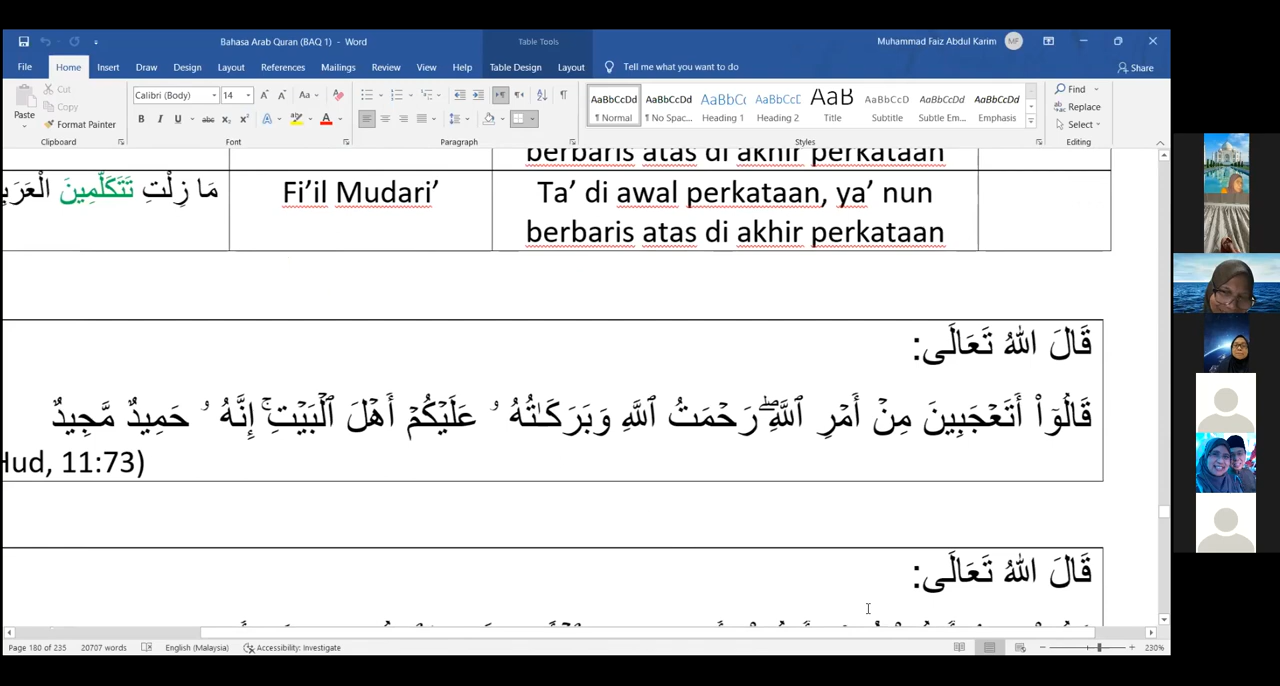 Bahasa Arab Quran (BAQ 1) - Word
Table Tools
Muhammad Faiz Abdul Karim
MF
File Home Insert Draw Design Layout References Mailings Review View Help Table Design Layout Tell me what you want to do Share
Paste
Cut
Copy
Format Painter
Calibri (Body) 14
AaBbCcDd AaBbCcDd AaBbCc AaBbCcD AaB AaBbCcD AaBbCcDd AaBbCcDd
¶ Normal ¶ No Spac... Heading 1 Heading 2 Title Subtitle Subtle Em... Emphasis
Find
Replace
Select
Clipboard Font Paragraph Styles Editing
berbaris atas di akhir perkataan
مَا زِلْتِ تَتَكَلَّمِينَ
Fi’il Mudari’
Ta’ di awal perkataan, ya’ nun
berbaris atas di akhir perkataan
قَالَ اللهُ تَعَالَى:
قَالُوٓاْ أَتَعۡجَبِينَ مِنۡ أَمۡرِ ٱللَّهِۖ رَحۡمَتُ ٱللَّهِ وَبَرَكَٰتُهُۥ عَلَيۡكُمۡ أَهۡلَ ٱلۡبَيۡتِۚ إِنَّهُۥ حَمِيدٞ مَّجِيدٞ
11:73)
قَالَ اللهُ تَعَالَى:
Page 180 of 235 20707 words English (Malaysia) Accessibility: Investigate 230%